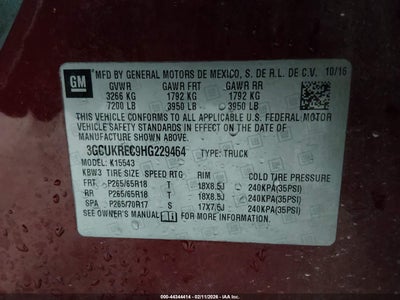 GM
MFD BY GENERAL MOTORS DE MEXICO, S. DE R.L. DE C.V. 10/16
GVWR GAWR FRT GAWR RR
3266 KG 1792 KG 1792 KG
7200 LB 3950 LB 3950 LB
THIS VEHICLE CONFORMS TO ALL APPLICABLE U.S. FEDERAL
MOTOR VEHICLE SAFETY STANDARDS IN EFFECT ON THE DATE OF
MANUFACTURE SHOWN ABOVE.
3GCUKREC9HG229464 TYPE: TRUCK
MODEL: K15543
KBW3 TIRE SIZE SPEED RTG RIM COLD TIRE PRESSURE
FRT P265/65R18 T 18X8.5J 240KPA(35PSI)
RR P265/65R18 T 18X8.5J 240KPA(35PSI)
SPA P265/70R17 S 17X7.5J 240KPA(35PSI)
SEE OWNER'S MANUAL FOR ADDITIONAL INFORMATION.
000-44344414 - 02/11/2026 - IAAI.COM